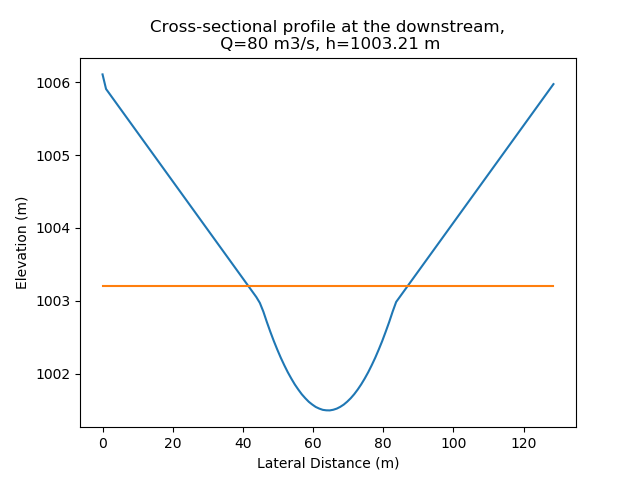 Cross-sectional profile at the downstream,
Q=80 m3/s, h=1003.21 m
1006
1005
1004
1003
1002
Elevation (m)
0 20 40 60 80 100 120
Lateral Distance (m)